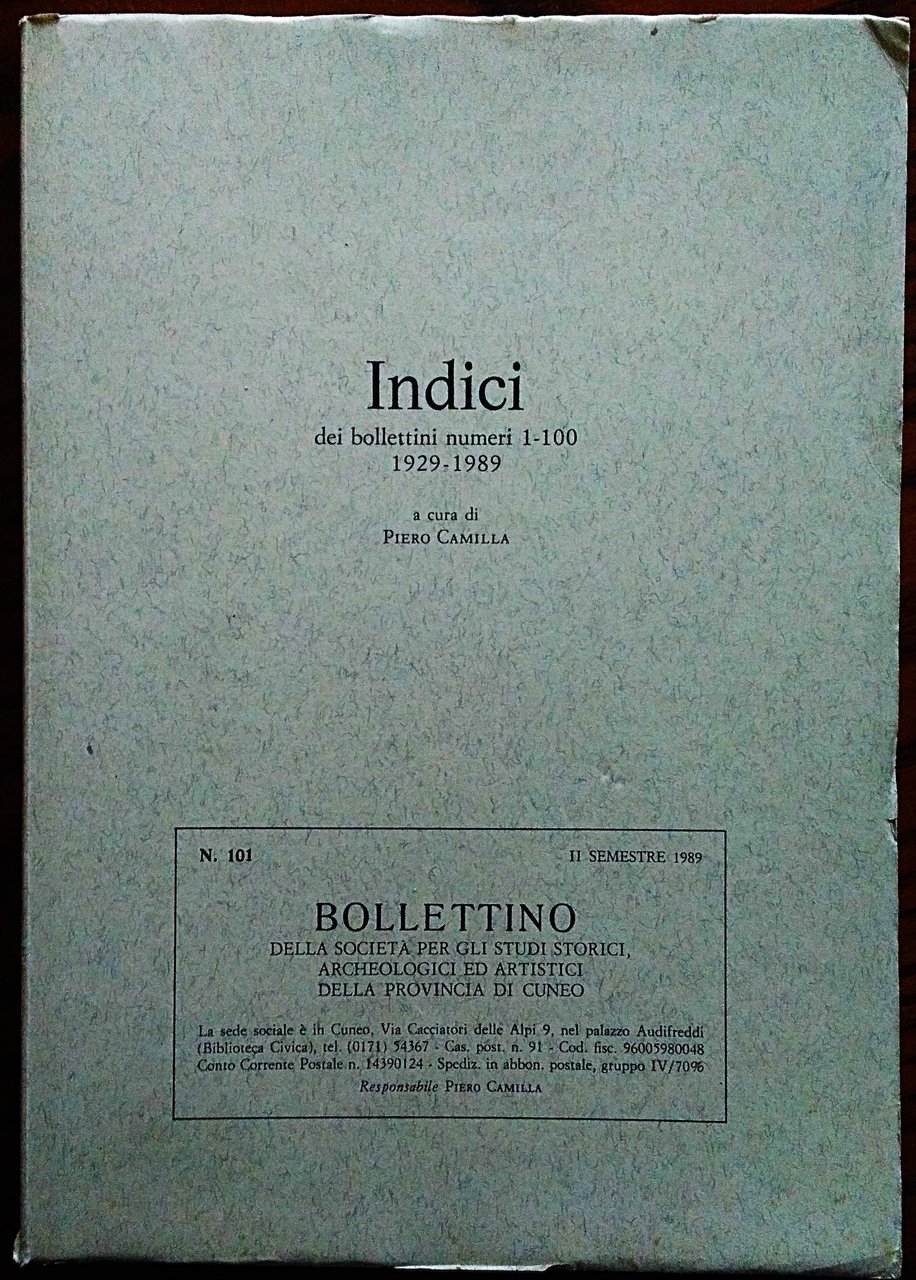 Indici
dei bollettini numeri 1-100
1929-1989
a cura di
PIERO CAMILLA
N. 101 II SEMESTRE 1989
BOLLETTINO
DELLA SOCIETÀ PER GLI STUDI STORICI,
ARCHEOLOGICI ED ARTISTICI
DELLA PROVINCIA DI CUNEO
La sede sociale è in Cuneo, Via Cacciatori delle Alpi 9, nel palazzo Audifreddi
(Biblioteca Civica), tel. (0171) 54367 - Cas. post. n. 91 - Cod. fisc. 96005980048
Conto Corrente Postale n. 14390124 - Spediz. in abbon. postale, gruppo IV/70%
Responsabile PIERO CAMILLA